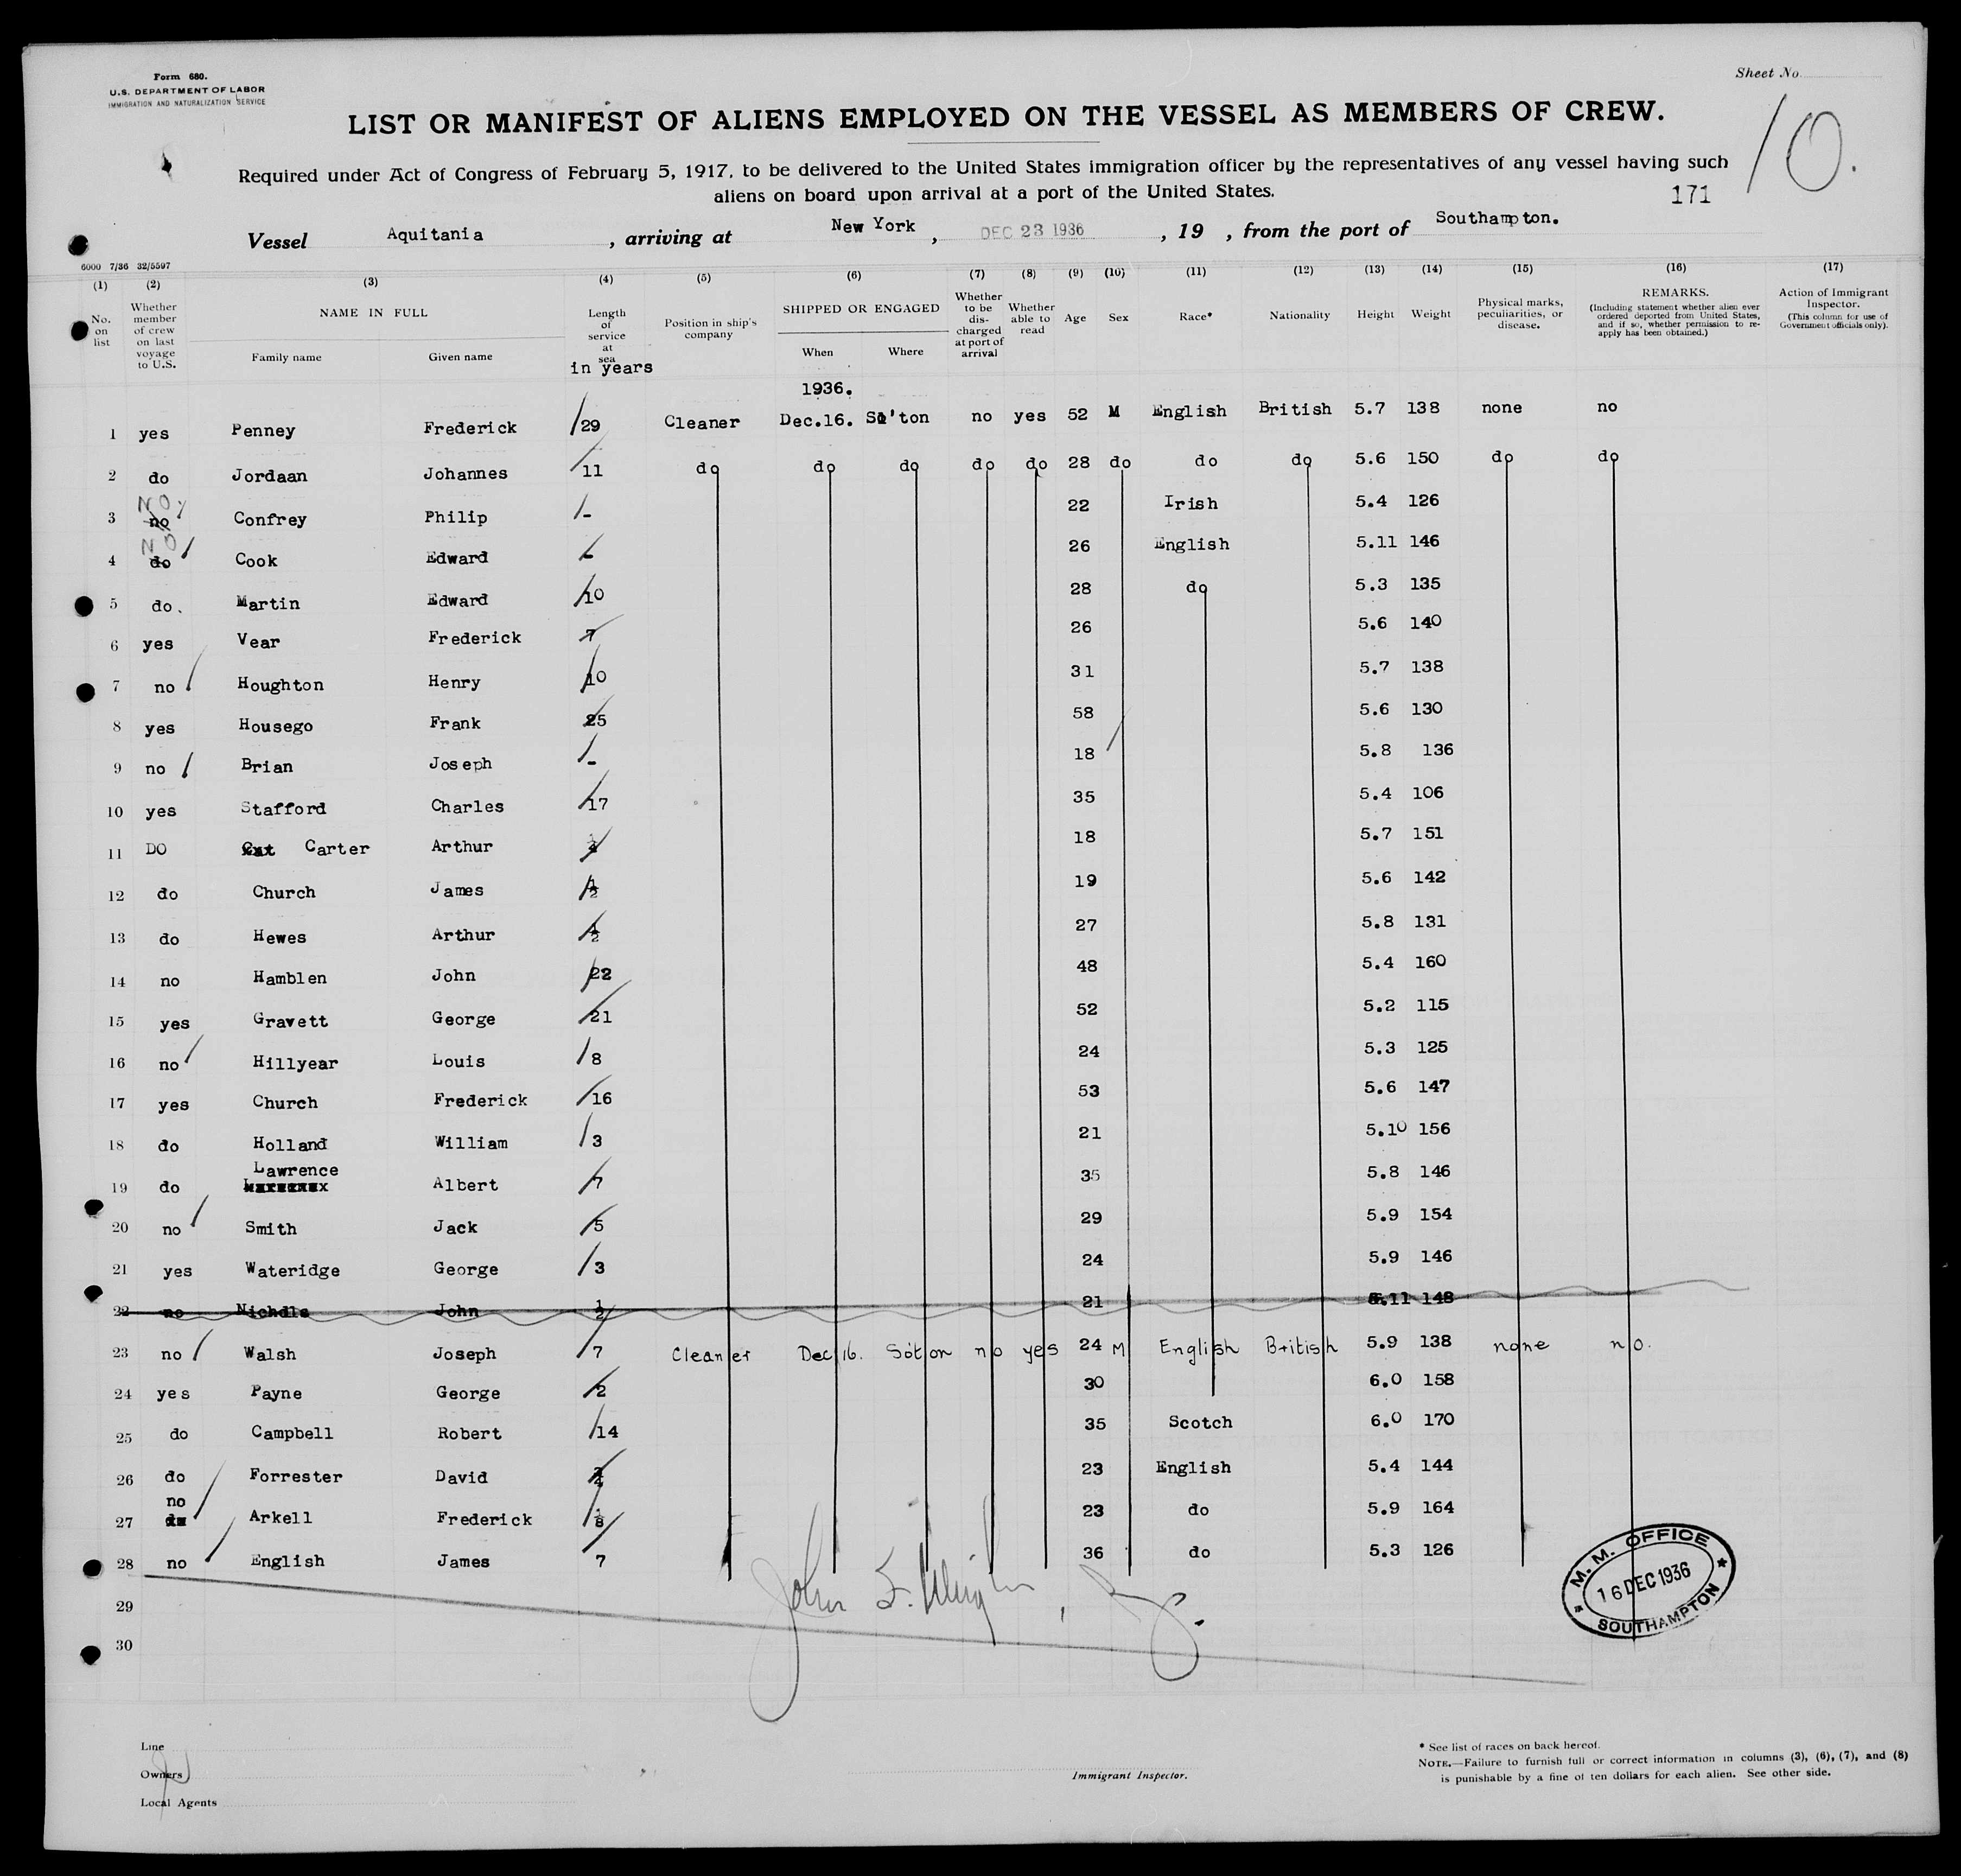 Form 680.
U.S. DEPARTMENT OF LABOR
IMMIGRATION AND NATURALIZATION SERVICE
Sheet No.
10.
LIST OR MANIFEST OF ALIENS EMPLOYED ON THE VESSEL AS MEMBERS OF CREW.
Required under Act of Congress of February 5, 1917, to be delivered to the United States immigration officer by the representatives of any vessel having such
aliens on board upon arrival at a port of the United States.
171
Vessel Aquitania, arriving at New York, DEC 23 1936, 19 , from the port of Southampton.
6000 7/36 32/5597
(1) (2) (3) (4) (5) (6) (7) (8) (9) (10) (11) (12) (13) (14) (15) (16) (17)
No. on list
Whether member of crew on last voyage to U.S.
NAME IN FULL
Family name Given name
Length of service at sea
in years
Position in ship's company
SHIPPED OR ENGAGED
When Where
Whether to be discharged at port of arrival
Whether able to read
Age Sex Race* Nationality Height Weight
Physical marks, peculiarities, or disease.
REMARKS.
(Including statement whether alien ever ordered deported from United States, and if so, whether permission to re-apply has been obtained.)
Action of Immigrant Inspector.
(This column for use of Government officials only).
1936.
1 yes Penney Frederick 29 Cleaner Dec.16. So'ton no yes 52 M English British 5.7 138 none no
2 do Jordaan Johannes 11 do do do do do 28 do do do 5.6 150 do do
3 no No Confrey Philip - 22 Irish 5.4 126
4 do No Cook Edward - 26 English 5.11 146
5 do. Martin Edward 10 28 do 5.3 135
6 yes Vear Frederick 7 26 5.6 140
7 no Houghton Henry 10 31 5.7 138
8 yes Housego Frank 25 58 5.6 130
9 no Brian Joseph - 18 5.8 136
10 yes Stafford Charles 17 35 5.4 106
11 DO Carter Arthur 18 5.7 151
12 do Church James ½ 19 5.6 142
13 do Hewes Arthur ½ 27 5.8 131
14 no Hamblen John 22 48 5.4 160
15 yes Gravett George 21 52 5.2 115
16 no Hillyear Louis 8 24 5.3 125
17 yes Church Frederick 16 53 5.6 147
18 do Holland William 3 21 5.10 156
19 do Lawrence Albert 7 35 5.8 146
20 no Smith Jack 5 29 5.9 154
21 yes Wateridge George 3 24 5.9 146
22 no Nicholls John ½ 21 5.11 148
23 no Walsh Joseph 7 Cleaner Dec 16. So'ton no yes 24 M English British 5.9 138 none no.
24 yes Payne George 2 30 6.0 158
25 do Campbell Robert 14 35 Scotch 6.0 170
26 do Forrester David 23 English 5.4 144
27 no Arkell Frederick 23 do 5.9 164
28 no English James 7 36 do 5.3 126
29
30
M. M. OFFICE
16 DEC 1936
SOUTHAMPTON
John
Line
Owners
Local Agents
Immigrant Inspector.
* See list of races on back hereof.
NOTE.—Failure to furnish full or correct information in columns (3), (6), (7), and (8)
is punishable by a fine of ten dollars for each alien. See other side.